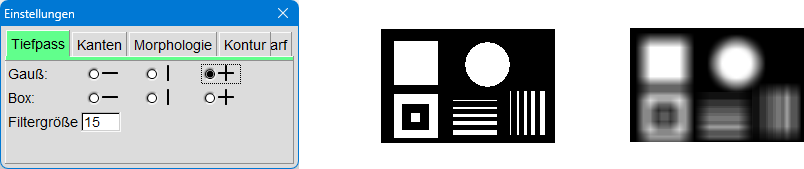 Einstellungen
Tiefpass Kanten Morphologie Kontur arf
Gauß:
Box:
Filtergröße 15